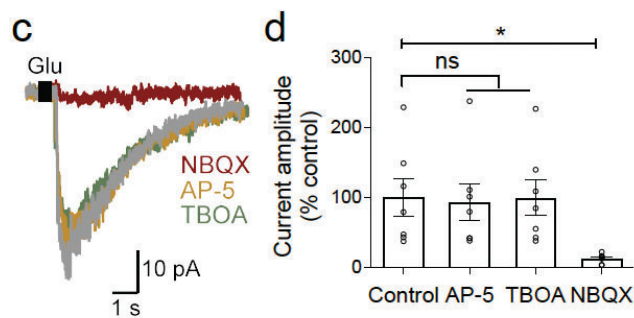 c
Glu
NBQX
AP-5
TBOA
10 pA
1 s
d
Current amplitude
(% control)
300
200
100
0
*
ns
Control AP-5 TBOA NBQX